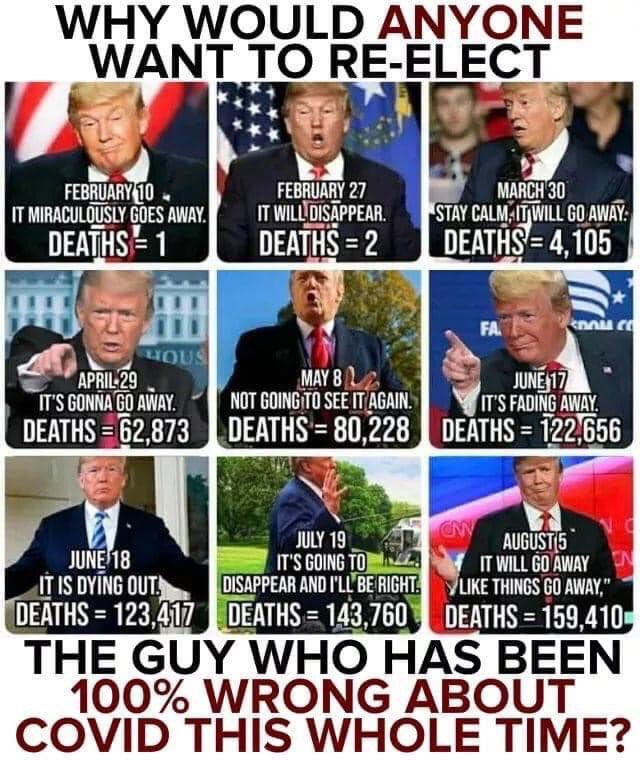 WHY WOULD ANYONE
WANT TO RE-ELECT
FEBRUARY 10
IT MIRACULOUSLY GOES AWAY.
DEATHS = 1
FEBRUARY 27
IT WILL DISAPPEAR.
DEATHS = 2
MARCH 30
STAY CALM, IT WILL GO AWAY.
DEATHS = 4,105
HOUS
APRIL 29
IT'S GONNA GO AWAY.
DEATHS = 62,873
MAY 8
NOT GOING TO SEE IT AGAIN.
DEATHS = 80,228
FA
JUNE 17
IT'S FADING AWAY.
DEATHS = 122,656
JUNE 18
IT IS DYING OUT.
DEATHS = 123,417
JULY 19
IT'S GOING TO
DISAPPEAR AND I'LL BE RIGHT.
DEATHS = 143,760
CNN
AUGUST 5
IT WILL GO AWAY
LIKE THINGS GO AWAY,"
DEATHS = 159,410
THE GUY WHO HAS BEEN
100% WRONG ABOUT
COVID THIS WHOLE TIME?